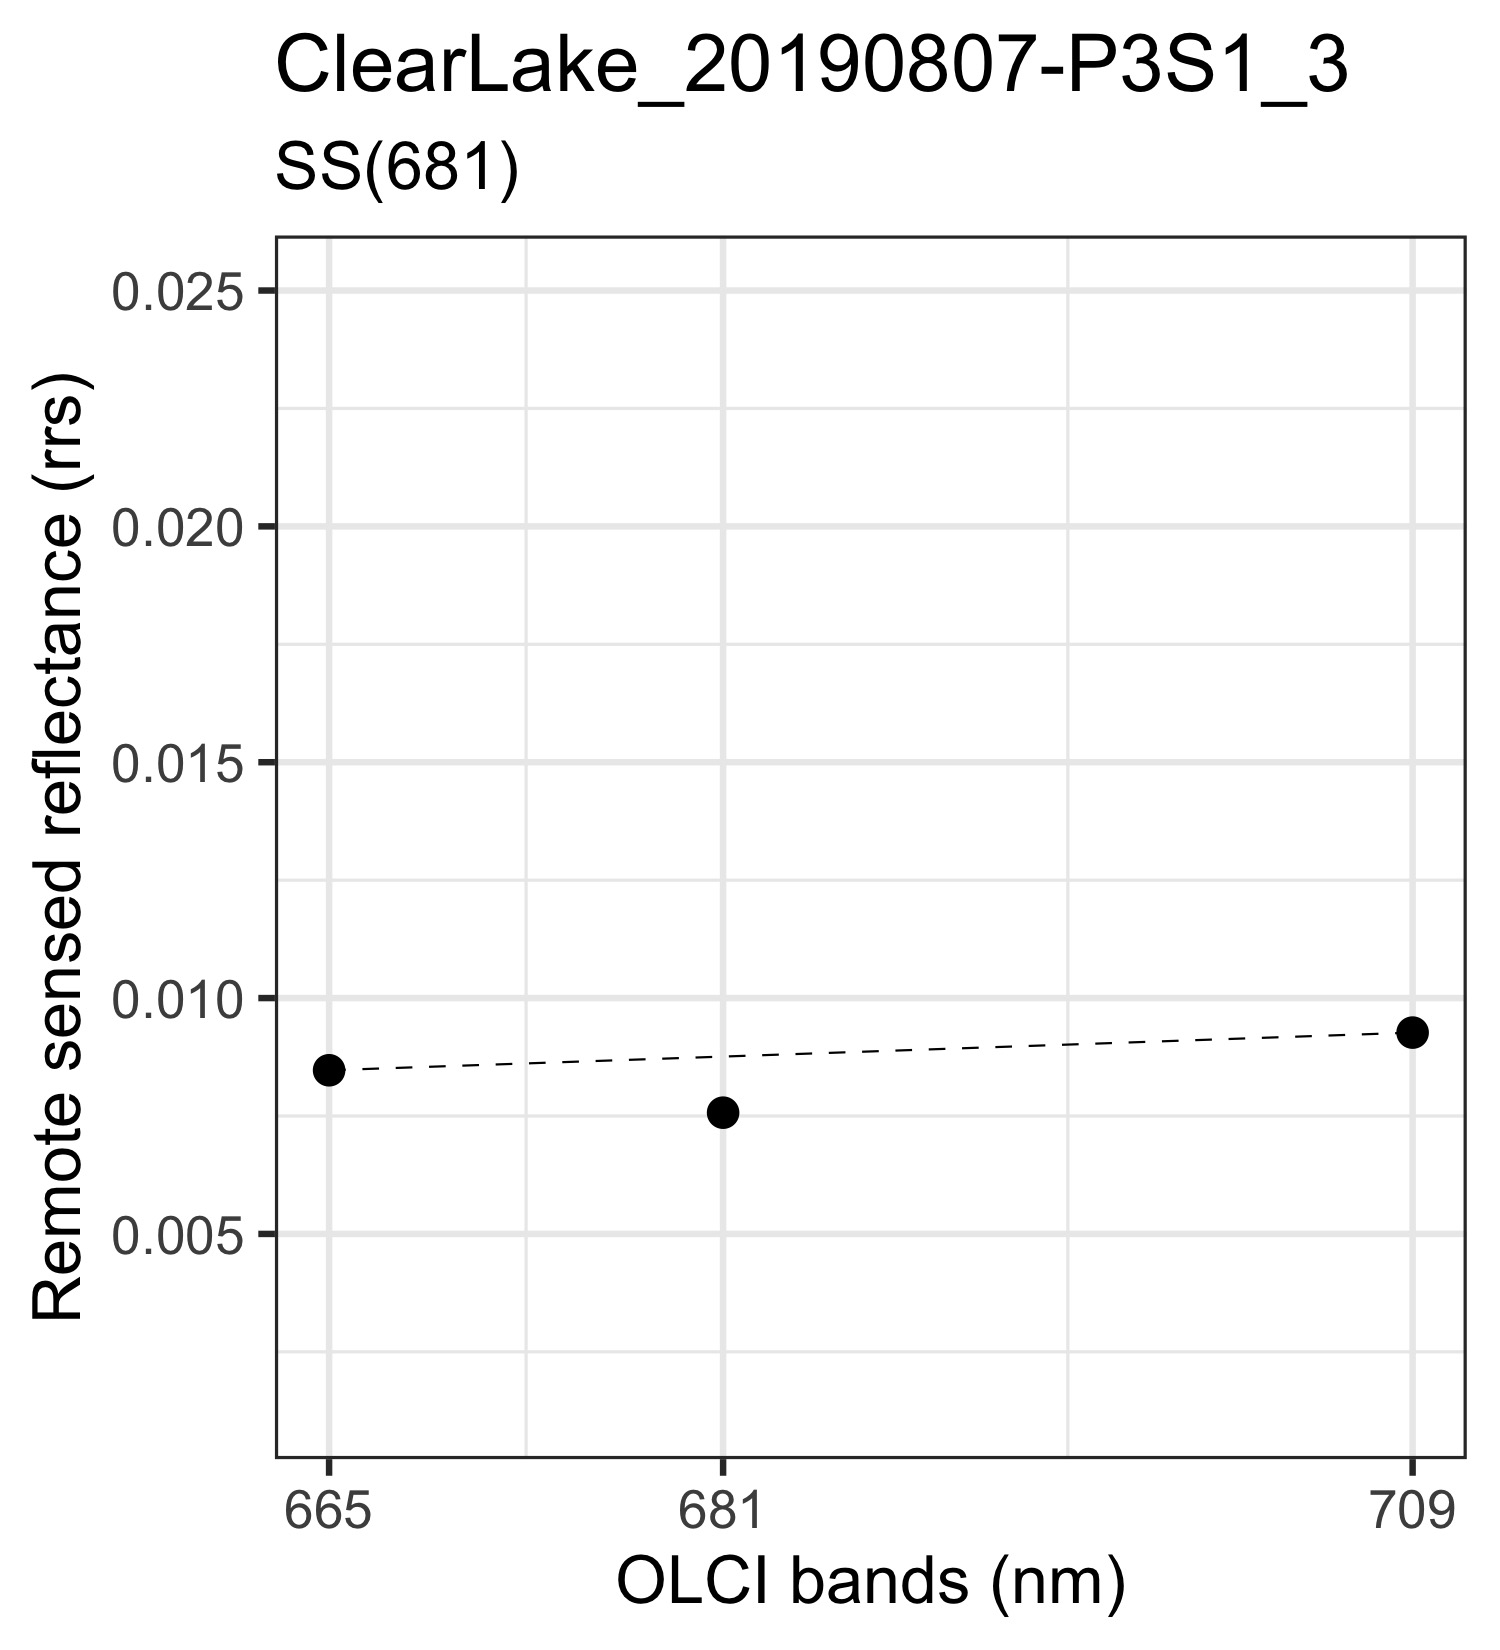 ClearLake_20190807-P3S1_3
SS(681)
Remote sensed reflectance (rrs)
0.025
0.020
0.015
0.010
0.005
665 681 709
OLCI bands (nm)